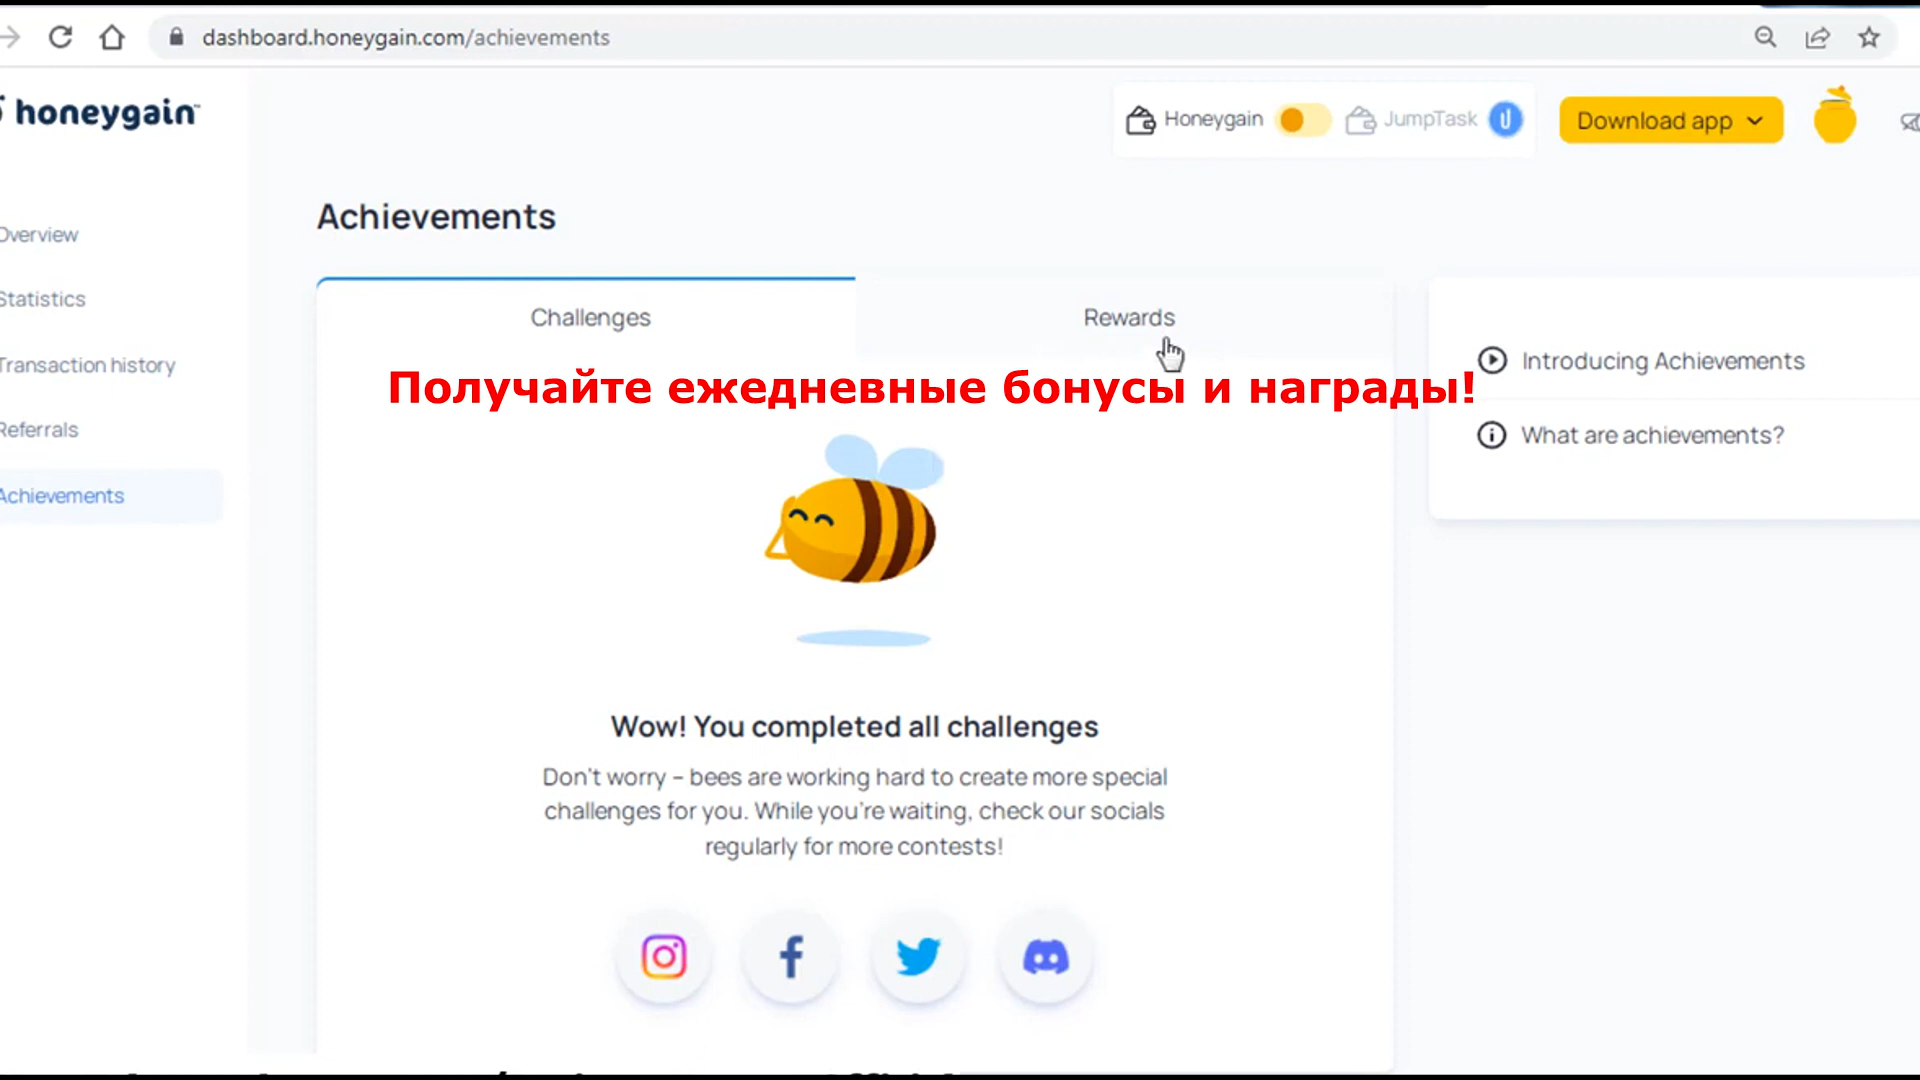 dashboard.honeygain.com/achievements
honeygain
Honeygain
JumpTask
Download app
Achievements
Overview
Statistics
Transaction history
Referrals
Achievements
Challenges
Rewards
Получайте ежедневные бонусы и награды!
Introducing Achievements
What are achievements?
Wow! You completed all challenges
Don't worry – bees are working hard to create more special
challenges for you. While you're waiting, check our socials
regularly for more contests!